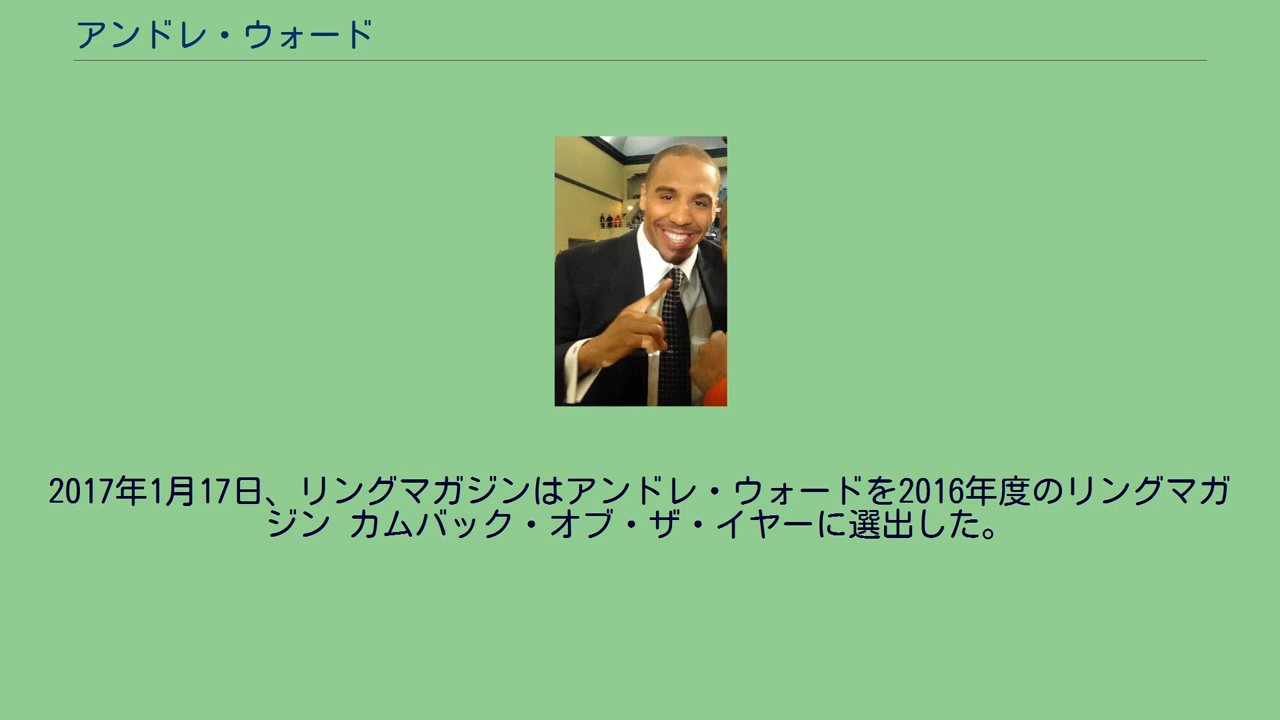 アンドレ・ウォード
2017年1月17日、リングマガジンはアンドレ・ウォードを2016年度のリングマガ
ジン カムバック・オブ・ザ・イヤーに選出した。